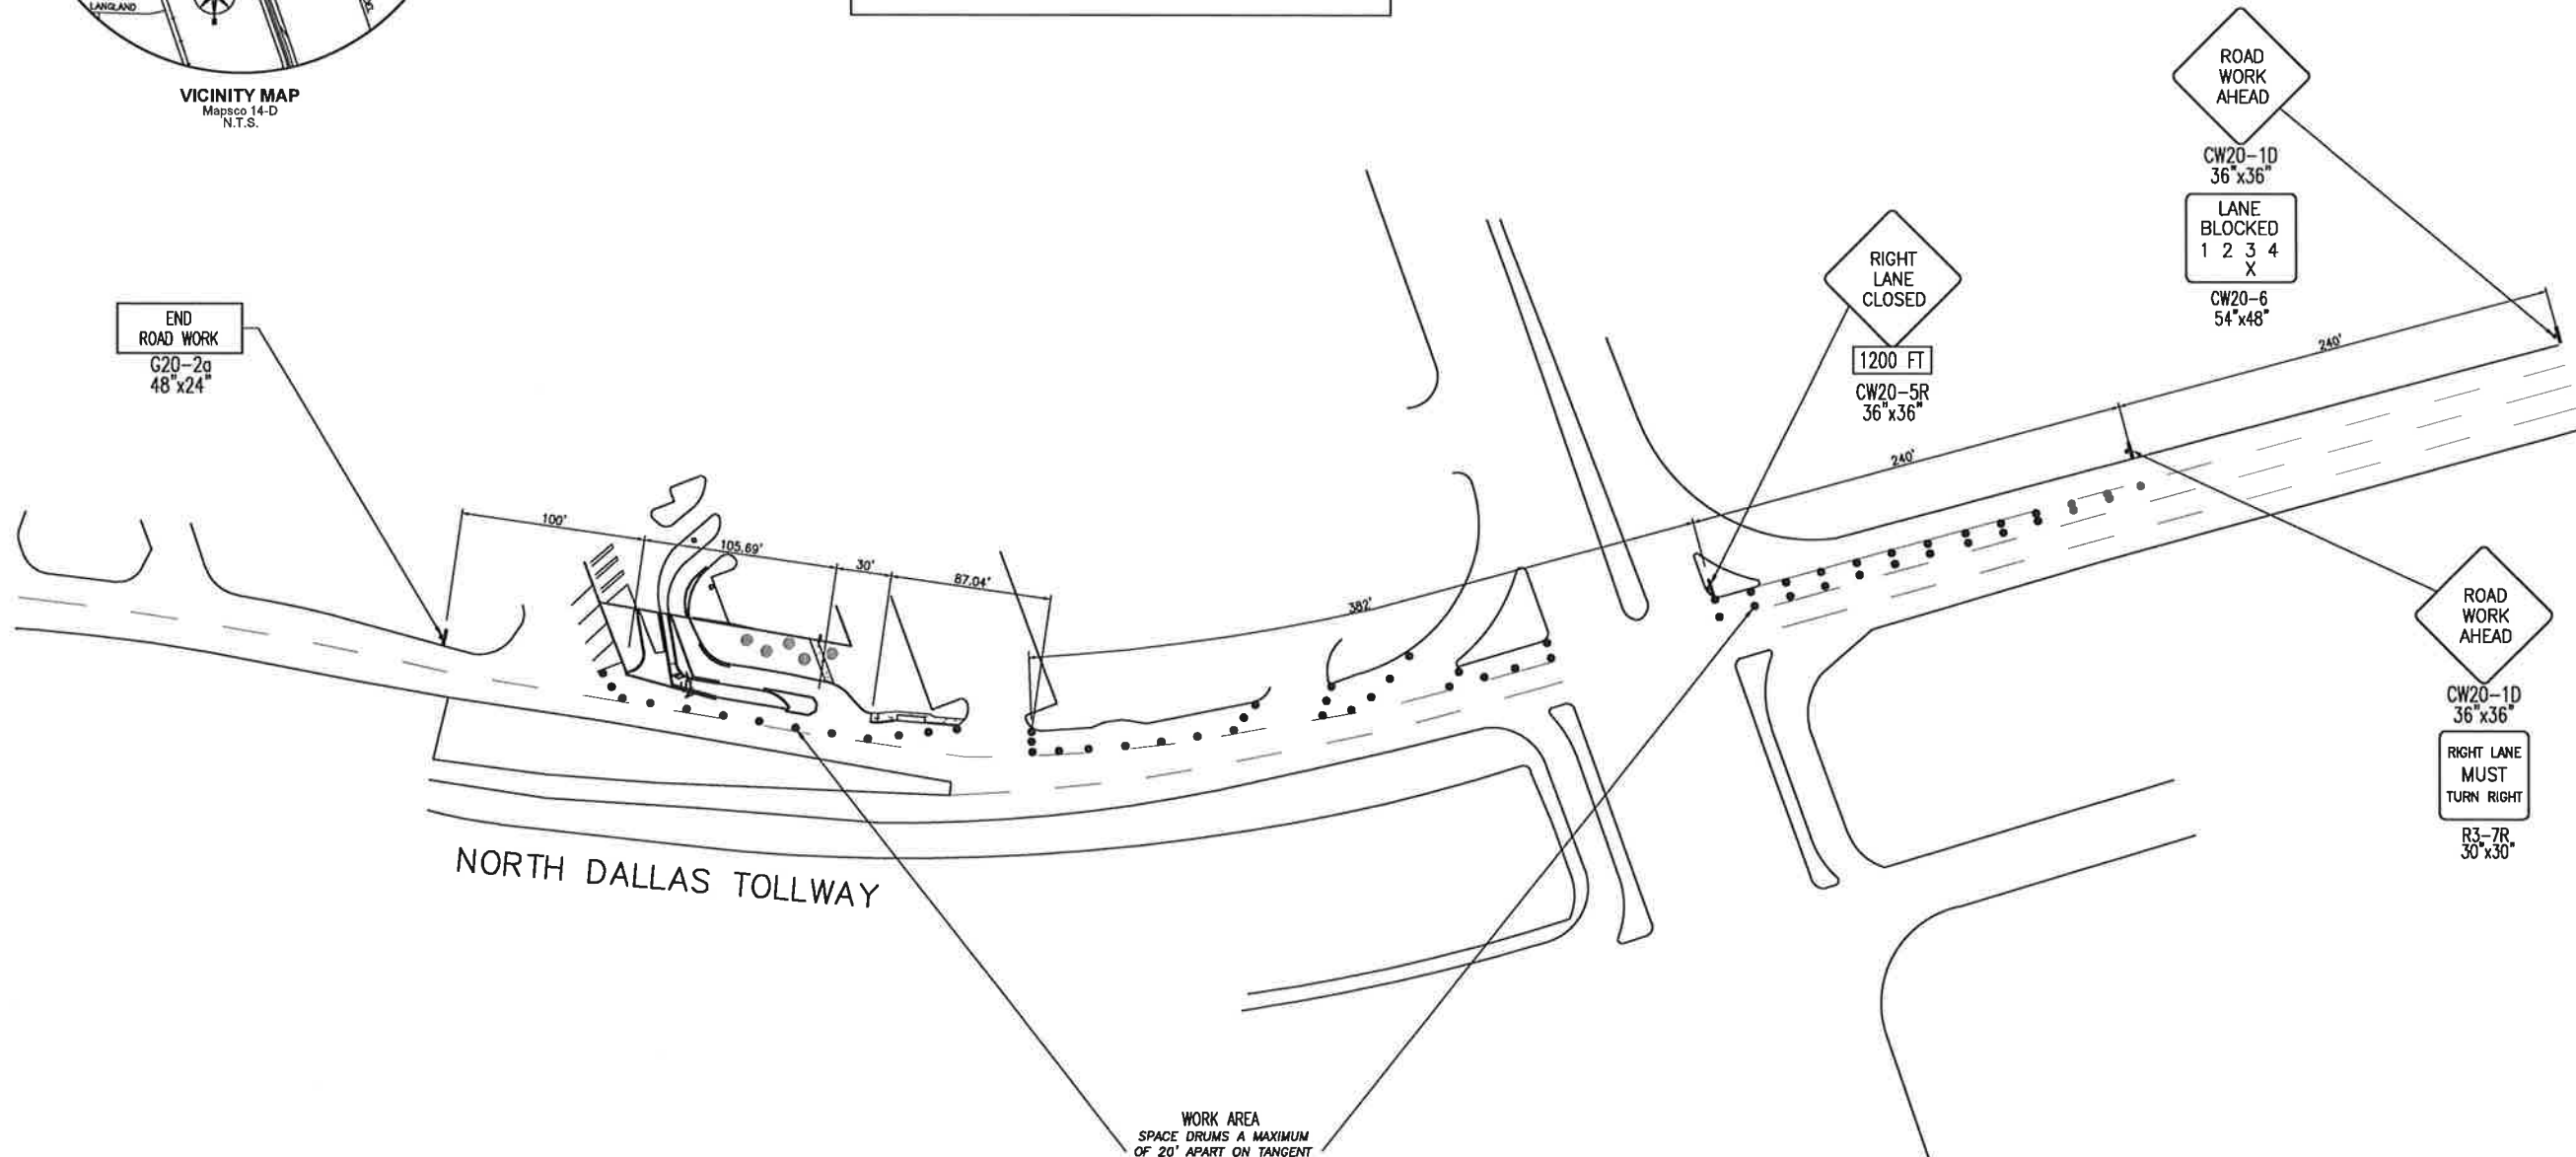 LANGLAND
VICINITY MAP
Mapsco 14-D
N.T.S.
ROAD
WORK
AHEAD
CW20-1D
36"x36"
LANE
BLOCKED
1 2 3 4
X
CW20-6
54"x48"
RIGHT
LANE
CLOSED
1200 FT
CW20-5R
36"x36"
END
ROAD WORK
G20-2a
48"x24"
240'
240'
100'
105.69'
30'
87.04'
382'
ROAD
WORK
AHEAD
CW20-1D
36"x36"
RIGHT LANE
MUST
TURN RIGHT
R3-7R
30"x30"
NORTH DALLAS TOLLWAY
WORK AREA
SPACE DRUMS A MAXIMUM
OF 20' APART ON TANGENT